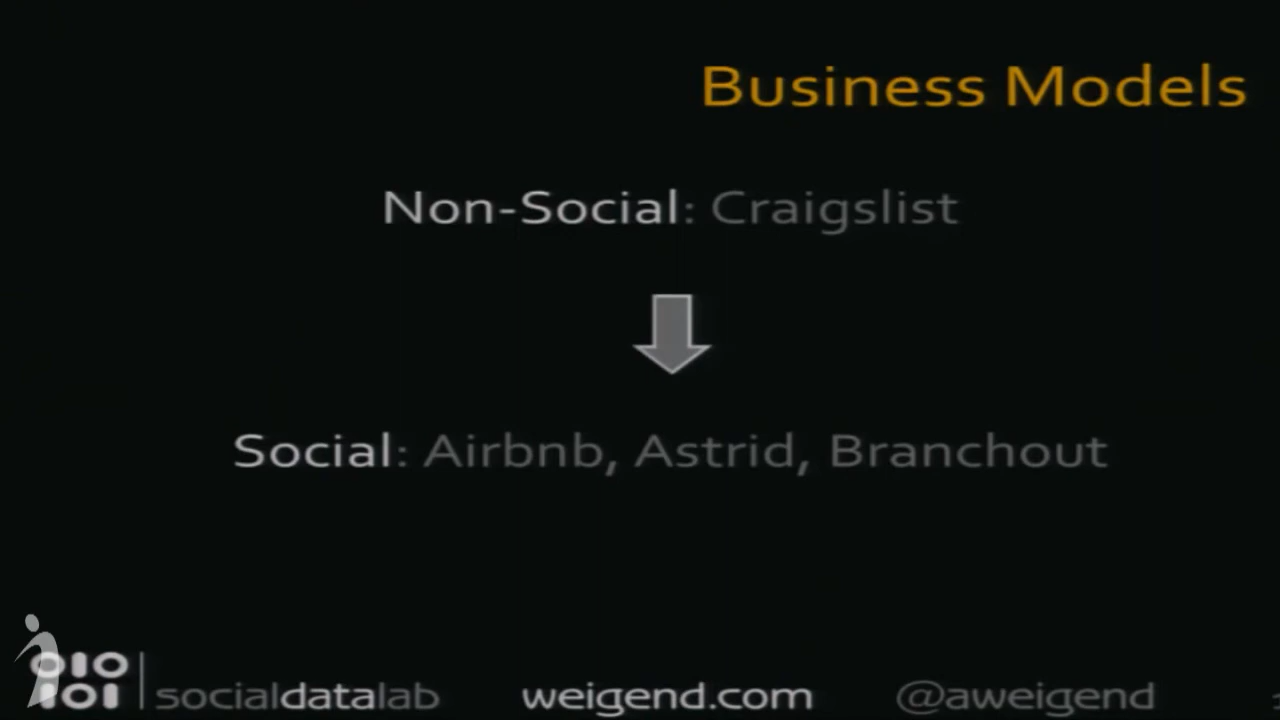 Business Models
Non-Social: Craigslist
Social: Airbnb, Astrid, Branchout
010
101
socialdatalab
weigend.com
@aweigend